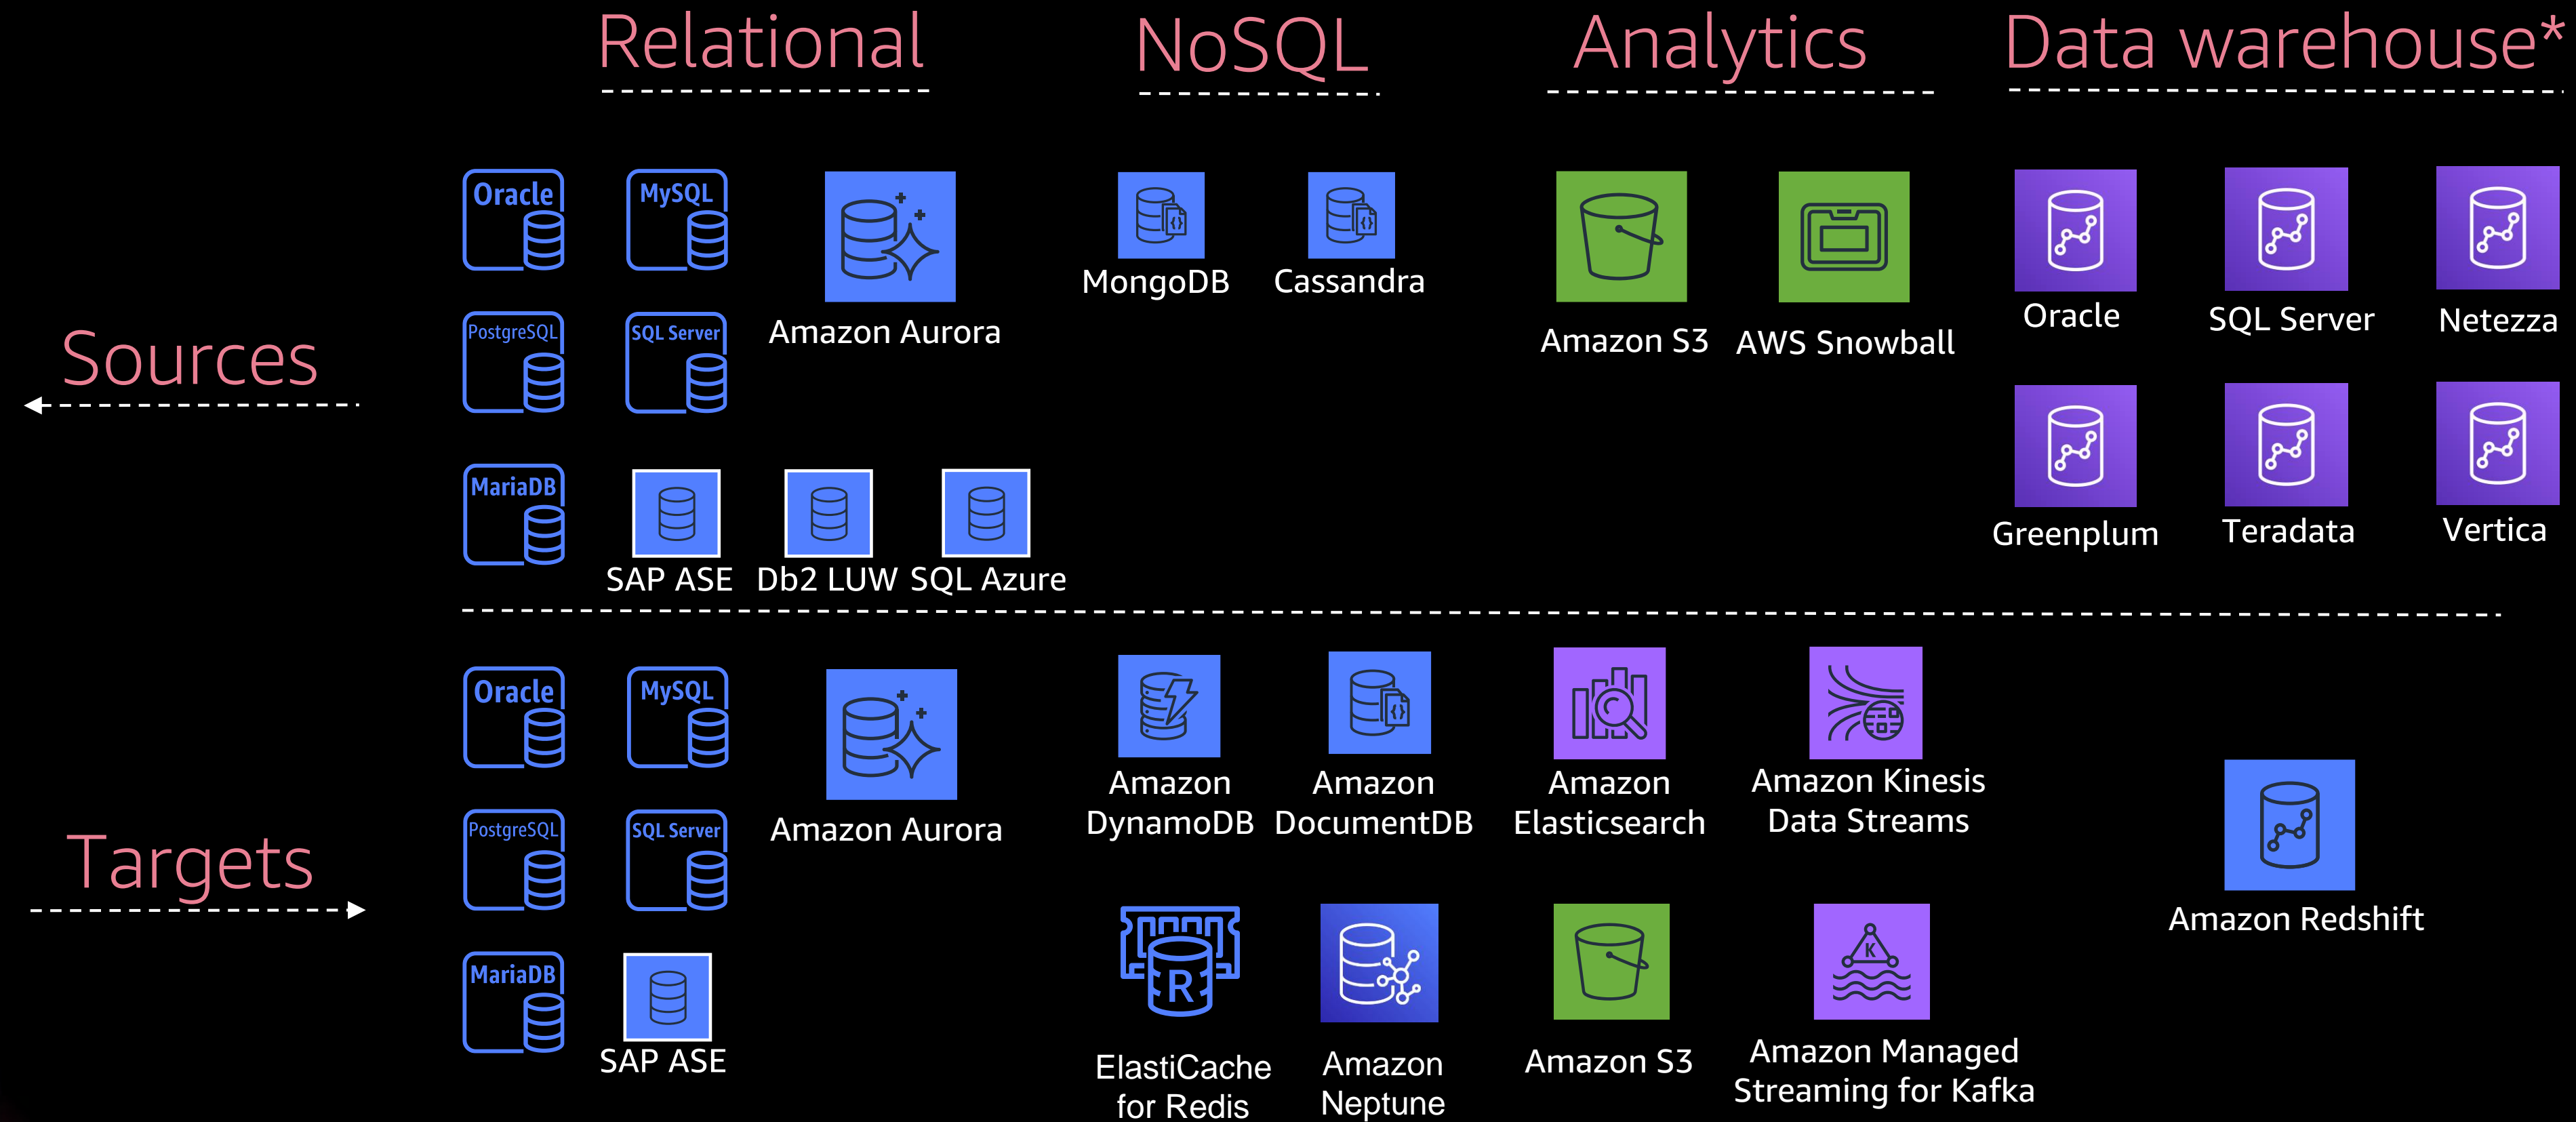 Relational
NoSQL
Analytics
Data warehouse*
Sources
Oracle
MySQL
Amazon Aurora
PostgreSQL
SQL Server
MariaDB
SAP ASE
Db2 LUW
SQL Azure
MongoDB
Cassandra
Amazon S3
AWS Snowball
Oracle
SQL Server
Netezza
Greenplum
Teradata
Vertica
Targets
Oracle
MySQL
Amazon Aurora
PostgreSQL
SQL Server
MariaDB
SAP ASE
Amazon
DynamoDB
Amazon
DocumentDB
R
ElastiCache
for Redis
Amazon
Neptune
Amazon
Elasticsearch
Amazon Kinesis
Data Streams
Amazon S3
K
Amazon Managed
Streaming for Kafka
Amazon Redshift